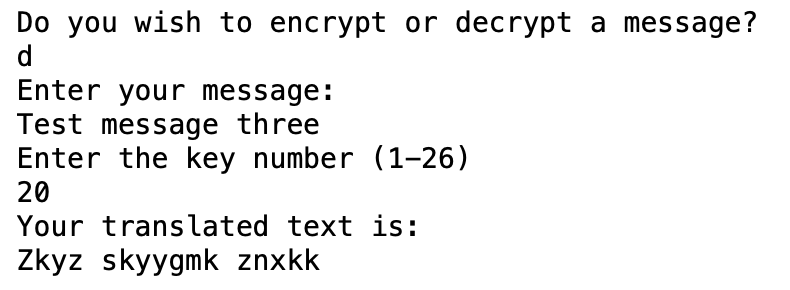 Do you wish to encrypt or decrypt a message?
d
Enter your message:
Test message three
Enter the key number (1-26)
20
Your translated text is:
Zkyz skyygmk znxkk